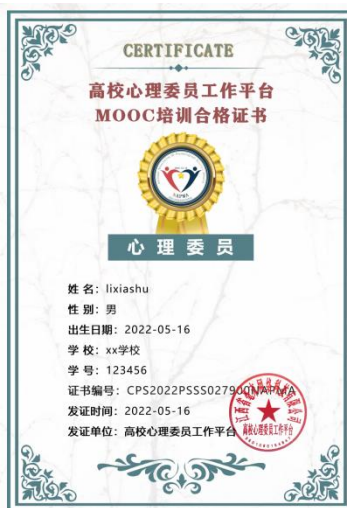 CERTIFICATE
高校心理委员工作平台
MOOC培训合格证书
心理委员
姓 名：lixiashu
性 别：男
出生日期：2022-05-16
学 校：xx学校
学 号：123456
证书编号：CPS2022PSSS027900NAPMA
发证时间：2022-05-16
发证单位：高校心理委员工作平台
高校心理委员工作平台